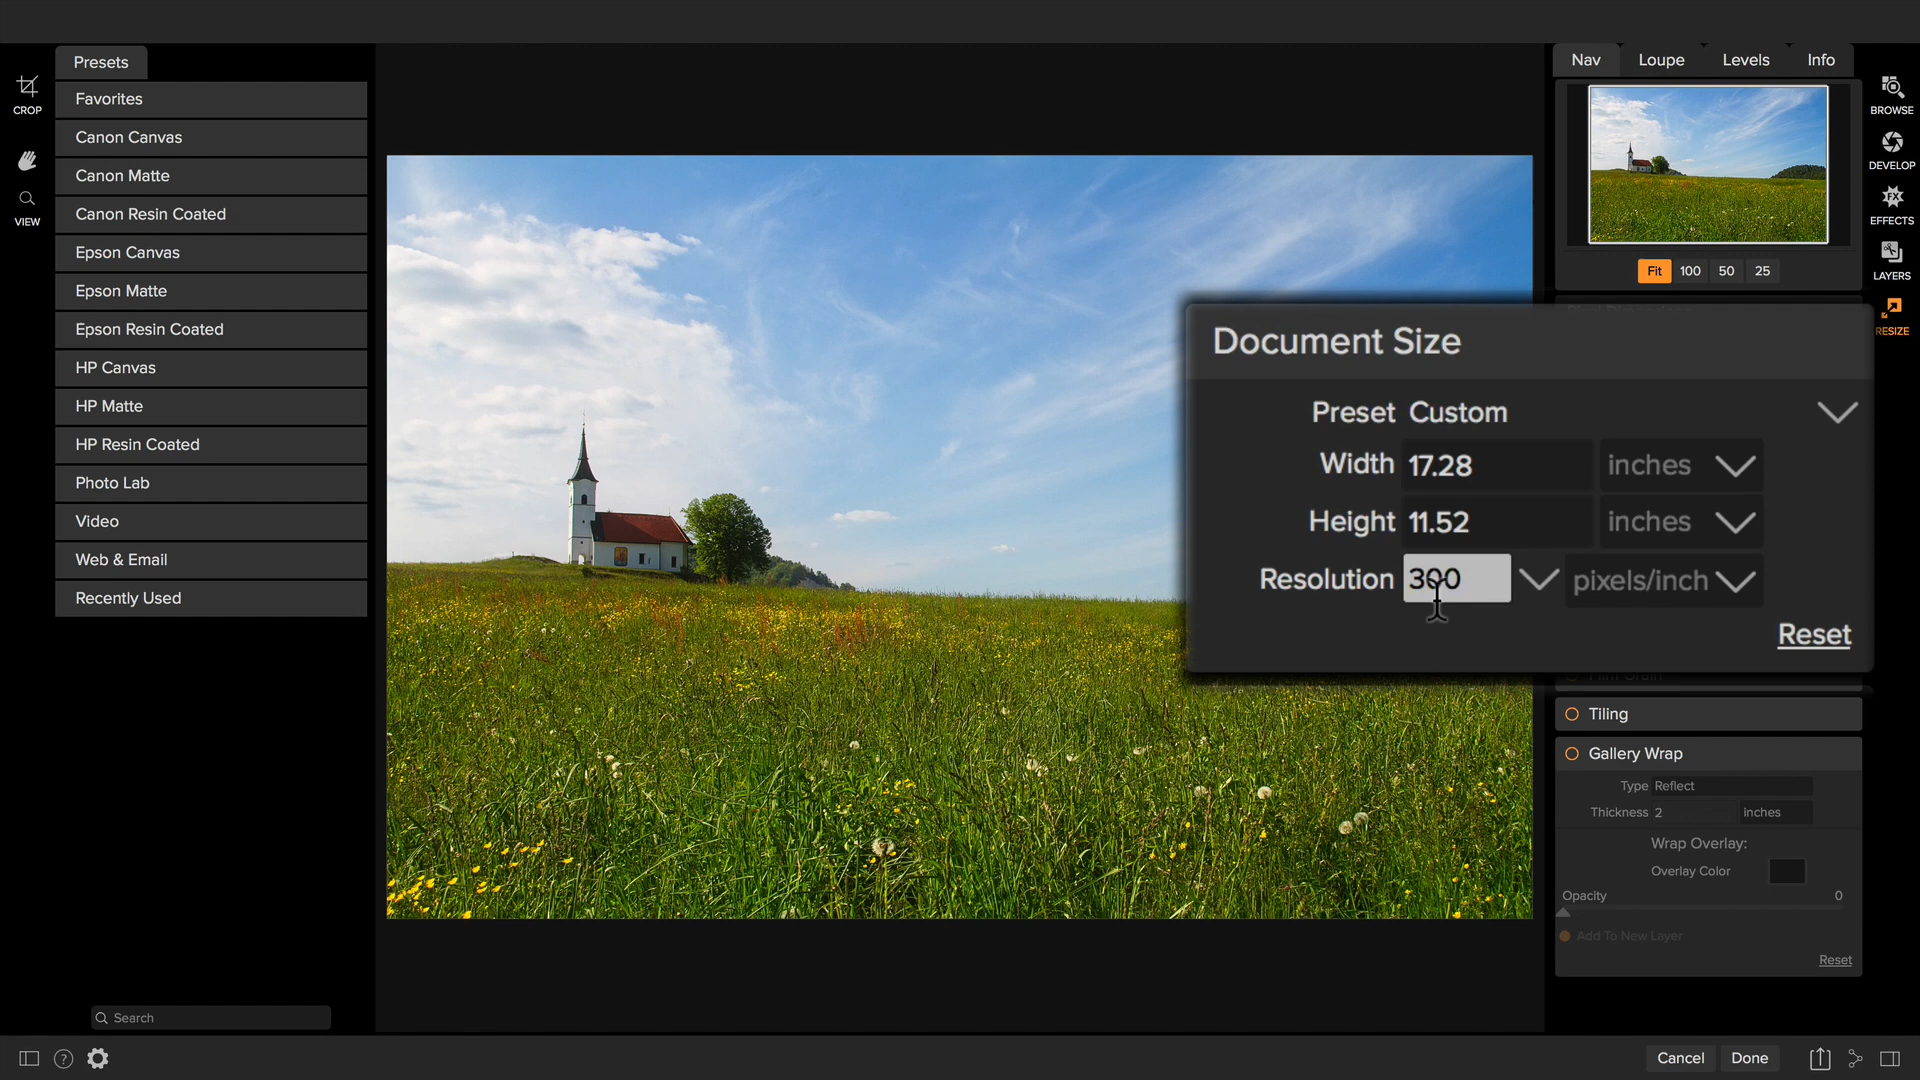 Presets
CROP
VIEW
Favorites
Canon Canvas
Canon Matte
Canon Resin Coated
Epson Canvas
Epson Matte
Epson Resin Coated
HP Canvas
HP Matte
HP Resin Coated
Photo Lab
Video
Web & Email
Recently Used
Search
Nav Loupe Levels Info
Fit 100 50 25
BROWSE
DEVELOP
FX
EFFECTS
LAYERS
RESIZE
Document Size
Preset Custom
Width 17.28 inches
Height 11.52 inches
Resolution 300 pixels/inch
Reset
Film Grain
Tiling
Gallery Wrap
Type Reflect
Thickness 2 inches
Wrap Overlay:
Overlay Color
Opacity 0
Add To New Layer
Reset
?
Cancel Done